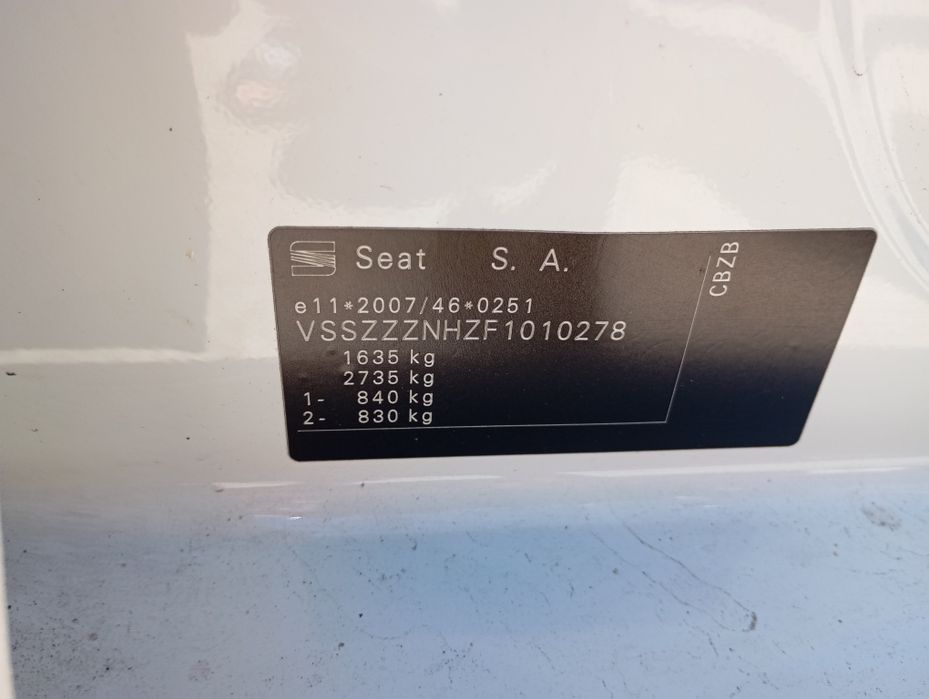 Seat S. A.
e11*2007/46*0251
VSSZZZNHZF1010278
1635 kg
2735 kg
1- 840 kg
2- 830 kg
CBZB